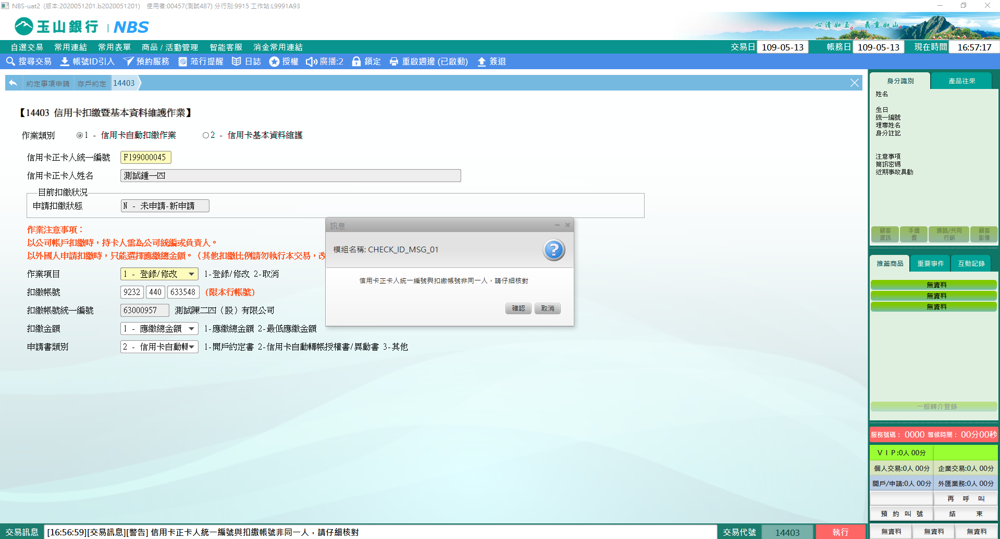 NBS-uat2 (版本:2020051201.b2020051201) 使用者:00457(測試487) 分行別:9915 工作站:L9991A93
玉山銀行 | NBS
心清如玉。 義重如山。
自選交易 常用連結 常用表單 商品 / 活動管理 智能客服 消金常用連結
交易日 109-05-13 帳務日 109-05-13 現在時間 16:57:17
搜尋交易 帳號ID引入 預約服務 蒞行提醒 日誌 授權 廣播:2 鎖定 重啟週邊 (已啟動) 簽退
約定事項申請 存戶約定 14403
【14403 信用卡扣繳暨基本資料維護作業】
作業類別 1 - 信用卡自動扣繳作業 2 - 信用卡基本資料維護
信用卡正卡人統一編號 F199000045
信用卡正卡人姓名 測試鍾一四
目前扣繳狀況
申請扣繳狀態 N - 未申請-新申請
作業注意事項：
以公司帳戶扣繳時，持卡人需為公司統編或負責人。
以外國人申請扣繳時，只能選擇應繳總金額。（其他扣繳比例請勿執行本交易，改
作業項目 1 - 登錄/修改 1-登錄/修改 2-取消
扣繳帳號 9232 440 633548 (限本行帳號)
扣繳帳號統一編號 63000957 測試陳二四（股）有限公司
扣繳金額 1 - 應繳總金額 1-應繳總金額 2-最低應繳金額
申請書類別 2 - 信用卡自動轉 1-開戶約定書 2-信用卡自動轉帳授權書/異動書 3-其他
訊息
模組名稱: CHECK_ID_MSG_01
信用卡正卡人統一編號與扣繳帳號非同一人，請仔細核對
確認 取消
身分識別 產品往來
姓名
生日
統一編號
理專姓名
身分註記
注意事項
簡訊密碼
近期事故異動
顧客資訊 手續費 通路/共同行銷 顧客影像
推薦商品 重要事件 互動記錄
無資料
無資料
無資料
一般轉介登錄
服務號碼： 0000 等候時間： 00分00秒
ＶＩＰ:0人 00分
個人交易:0人 00分 企業交易:0人 00分
開戶/申請:0人 00分 外匯業務:0人 00分
再 呼 叫
預 約 叫 號 結 束
無資料 無資料 無資料
交易訊息 [16:56:59][交易訊息][警告] 信用卡正卡人統一編號與扣繳帳號非同一人，請仔細核對
交易代號 14403 執行